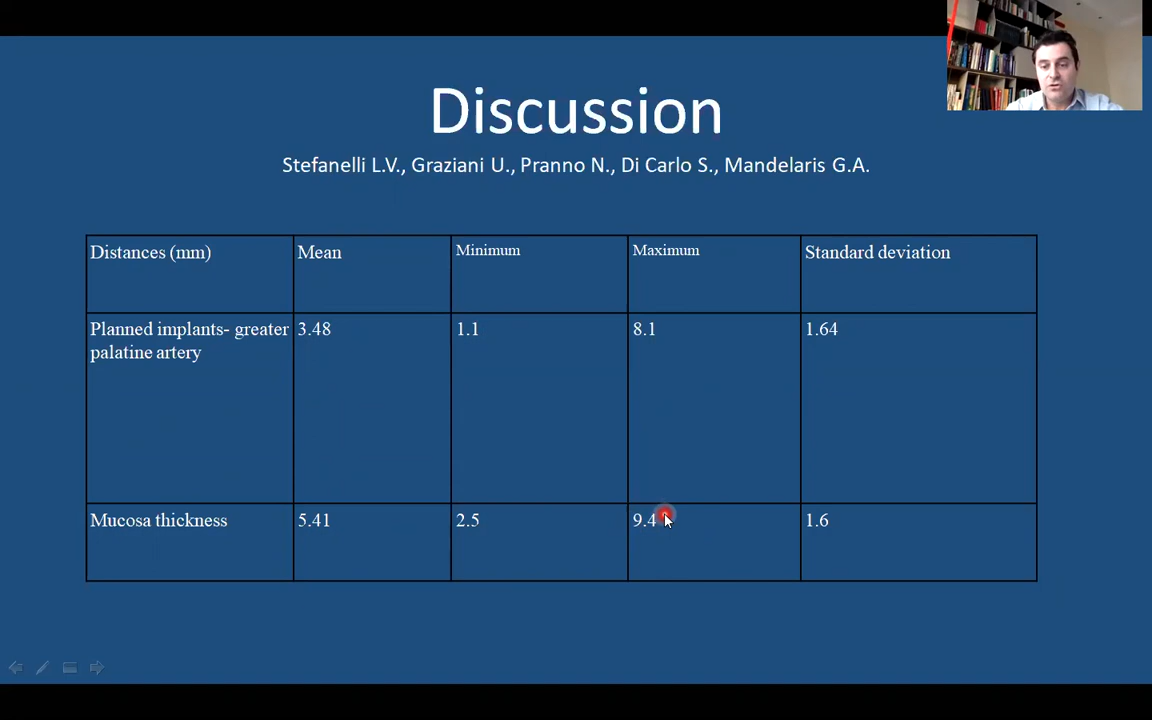 Discussion
Stefanelli L.V., Graziani U., Pranno N., Di Carlo S., Mandelaris G.A.
Distances (mm) Mean Minimum Maximum Standard deviation
Planned implants- greater 3.48 1.1 8.1 1.64
palatine artery
Mucosa thickness 5.41 2.5 9.4 1.6